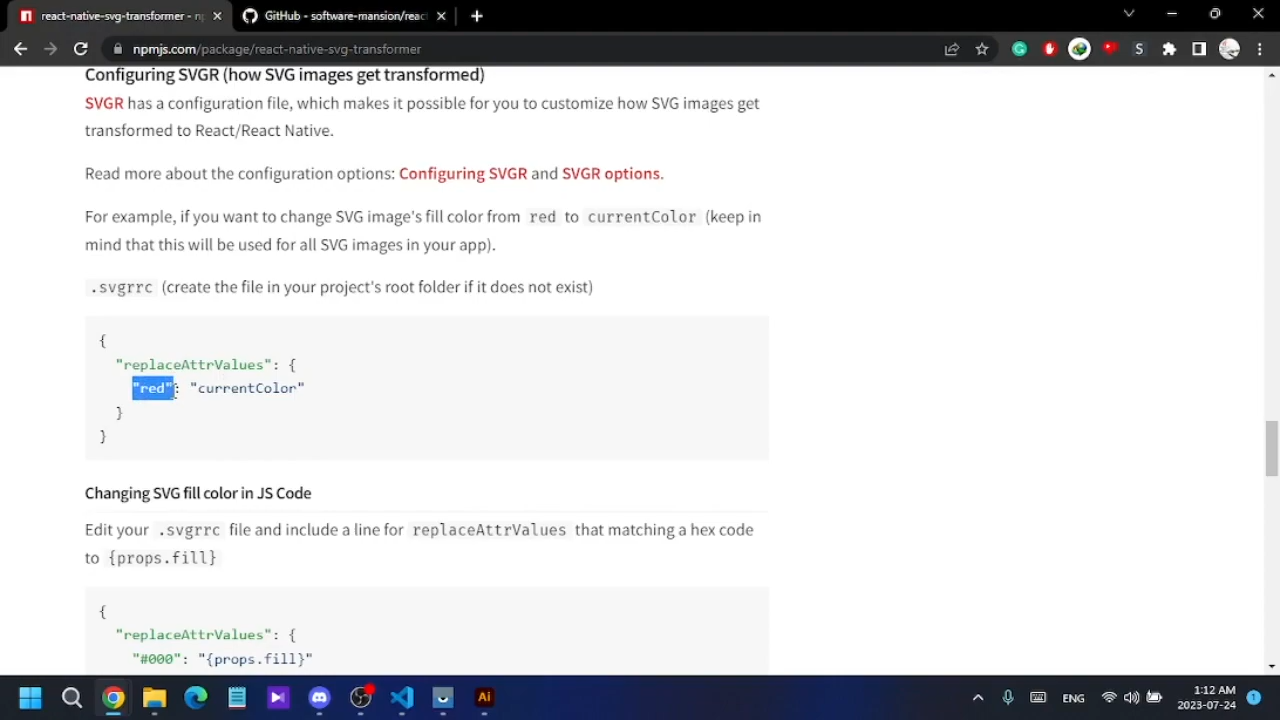 react-native-svg-transformer - np
GitHub - software-mansion/react
npmjs.com/package/react-native-svg-transformer
S
Configuring SVGR (how SVG images get transformed)
SVGR has a configuration file, which makes it possible for you to customize how SVG images get
transformed to React/React Native.
Read more about the configuration options: Configuring SVGR and SVGR options.
For example, if you want to change SVG image's fill color from red to currentColor (keep in
mind that this will be used for all SVG images in your app).
.svgrrc (create the file in your project's root folder if it does not exist)
{
"replaceAttrValues": {
"red": "currentColor"
}
}
Changing SVG fill color in JS Code
Edit your .svgrrc file and include a line for replaceAttrValues that matching a hex code
to {props.fill}
{
"replaceAttrValues": {
"#000": "{props.fill}"
Ai
ENG
1:12 AM
2023-07-24
1